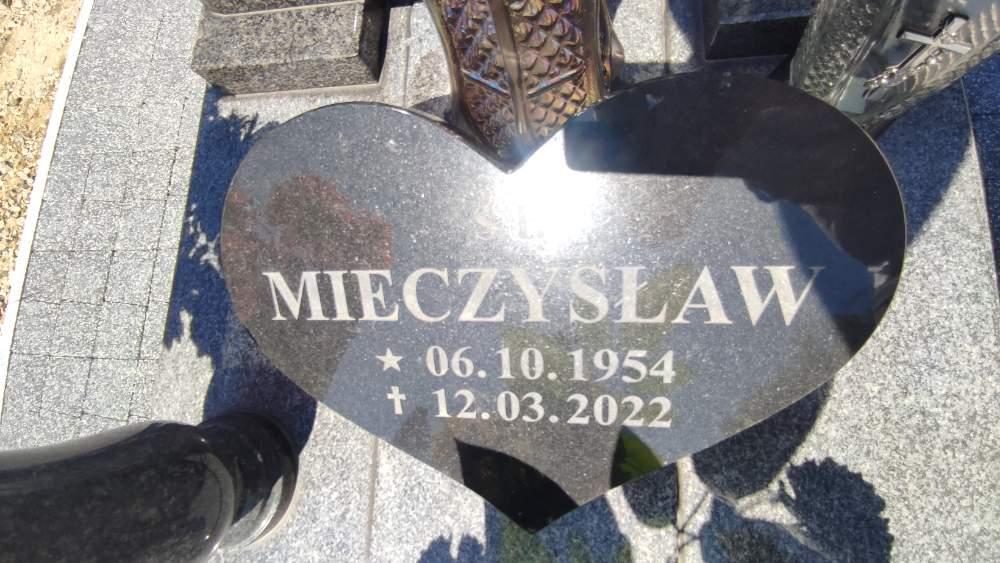 MIECZYSŁAW
★ 06.10.1954
✝ 12.03.2022